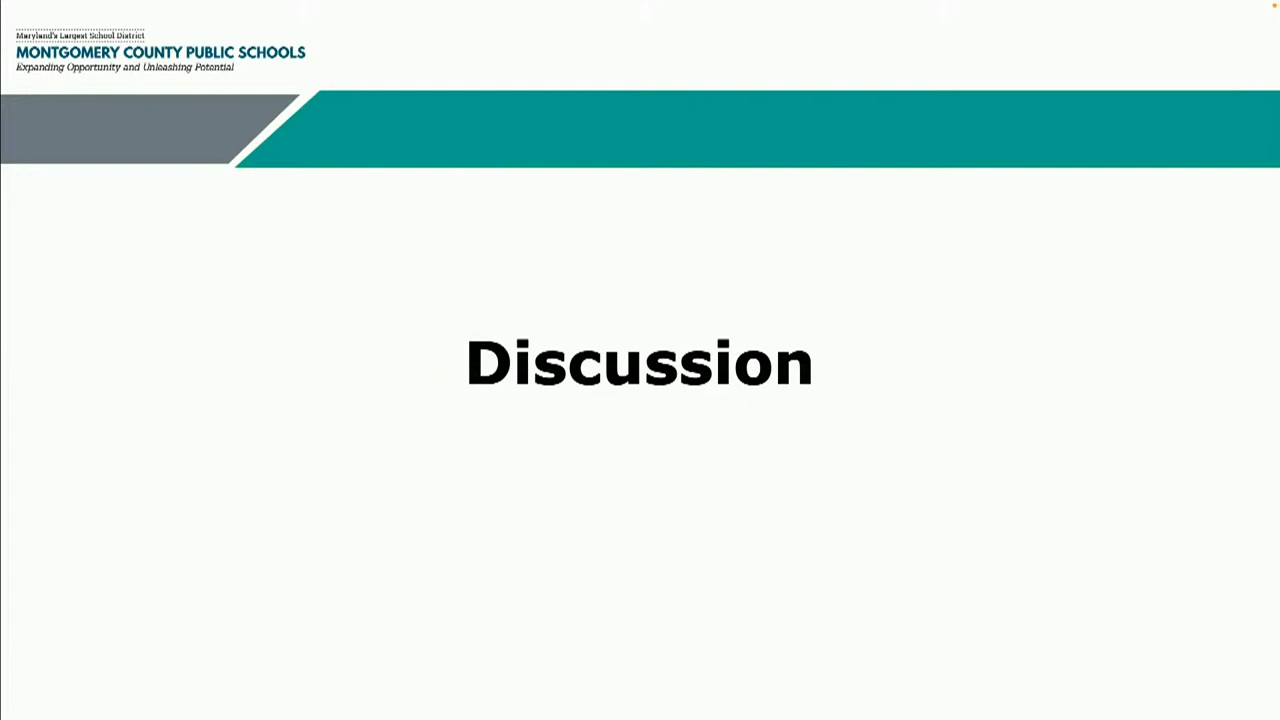 Maryland's Largest School District
MONTGOMERY COUNTY PUBLIC SCHOOLS
Expanding Opportunity and Unleashing Potential
Discussion